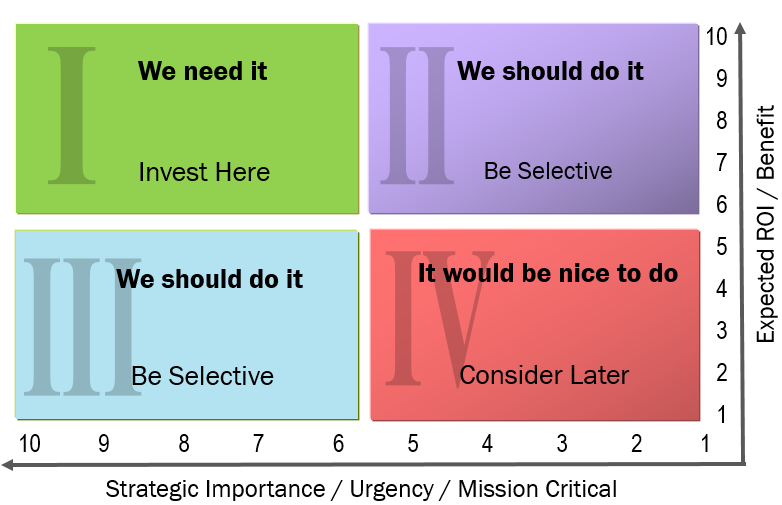 I
We need it
Invest Here
II
We should do it
Be Selective
III
We should do it
Be Selective
IV
It would be nice to do
Consider Later
10
9
8
7
6
5
4
3
2
1
Expected ROI / Benefit
10 9 8 7 6 5 4 3 2 1
Strategic Importance / Urgency / Mission Critical